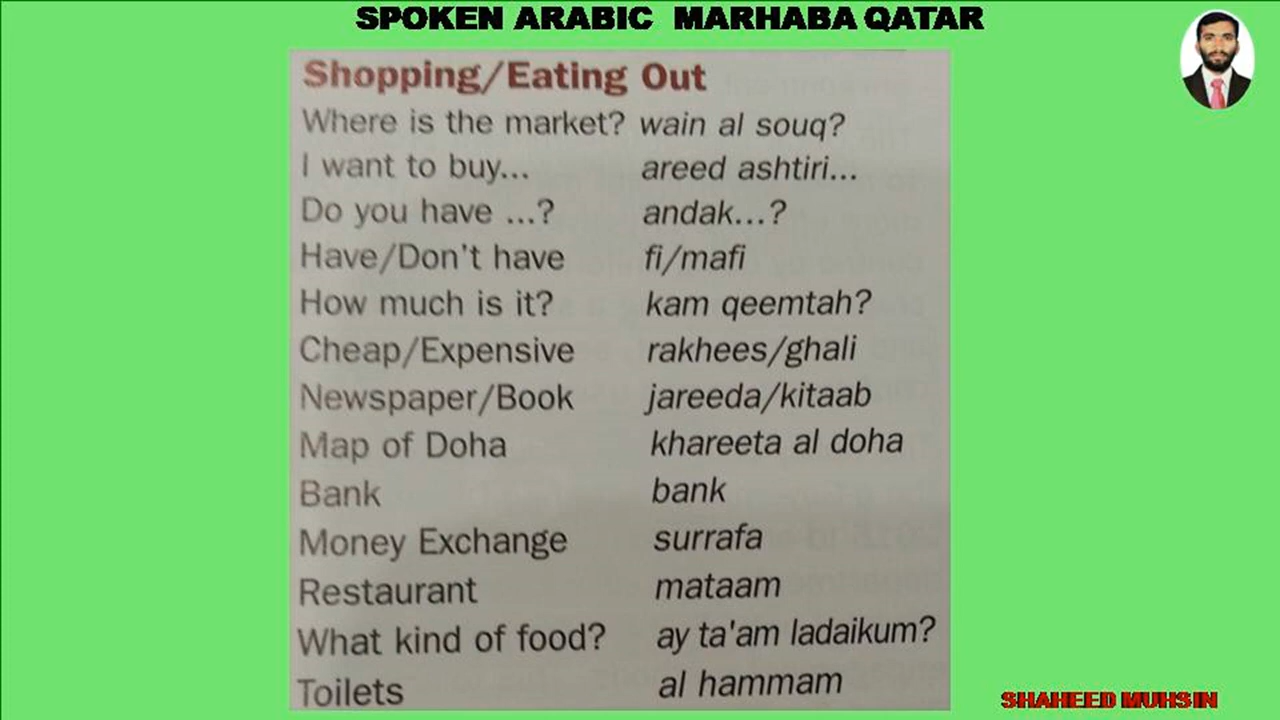 SPOKEN ARABIC MARHABA QATAR
Shopping/Eating Out
Where is the market? wain al souq?
I want to buy... areed ashtiri...
Do you have ...? andak...?
Have/Don't have fi/mafi
How much is it? kam qeemtah?
Cheap/Expensive rakhees/ghali
Newspaper/Book jareeda/kitaab
Map of Doha khareeta al doha
Bank bank
Money Exchange surrafa
Restaurant mataam
What kind of food? ay ta'am ladaikum?
Toilets al hammam
SHAHEED MUHSIN